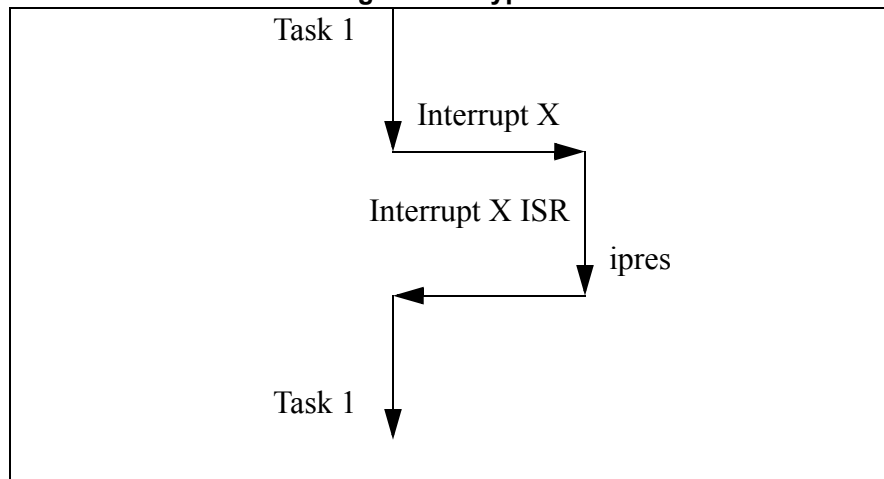 Task 1
Interrupt X
Interrupt X ISR
ipres
Task 1